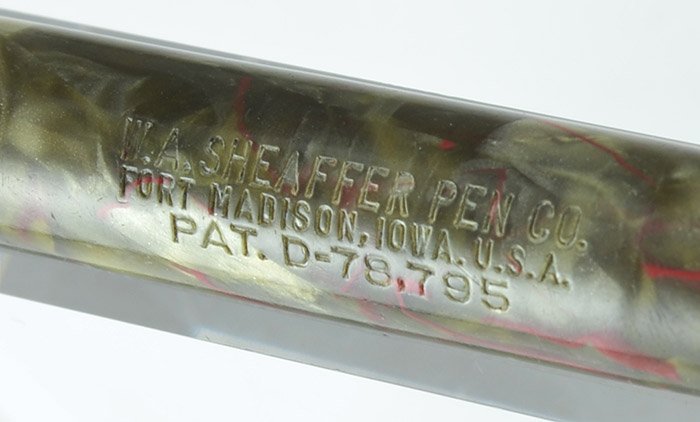 W.A. SHEAFFER PEN CO.
FORT MADISON, IOWA. U.S.A.
PAT. D-78,795